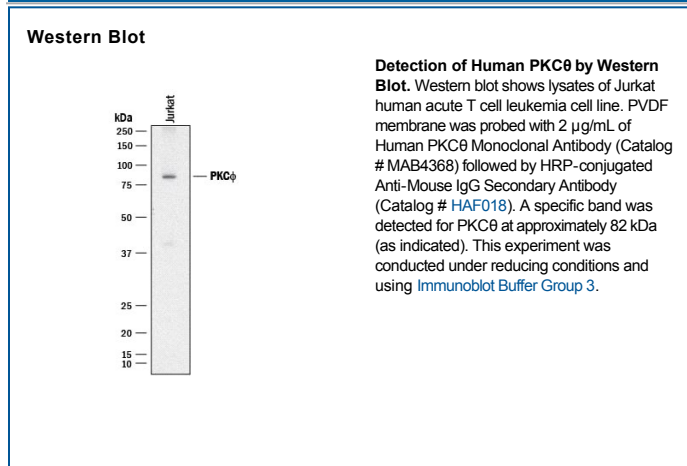 Western Blot
kDa
Jurkat
250
150
100
75
50
37
25
20
15
10
PKCϕ
Detection of Human PKCθ by Western
Blot. Western blot shows lysates of Jurkat
human acute T cell leukemia cell line. PVDF
membrane was probed with 2 µg/mL of
Human PKCθ Monoclonal Antibody (Catalog
# MAB4368) followed by HRP-conjugated
Anti-Mouse IgG Secondary Antibody
(Catalog # HAF018). A specific band was
detected for PKCθ at approximately 82 kDa
(as indicated). This experiment was
conducted under reducing conditions and
using Immunoblot Buffer Group 3.